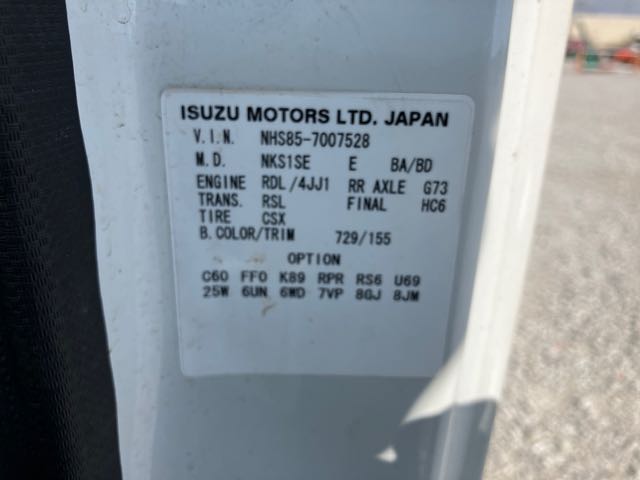 ISUZU MOTORS LTD. JAPAN
V.I.N. NHS85-7007528
M.D. NKS1SE E BA/BD
ENGINE RDL/4JJ1 RR AXLE G73
TRANS. RSL FINAL HC6
TIRE CSX
B.COLOR/TRIM 729/155
OPTION
C60 FF0 K89 RPR RS6 U69
25W 6UN 6WD 7VP 8GJ 8JM